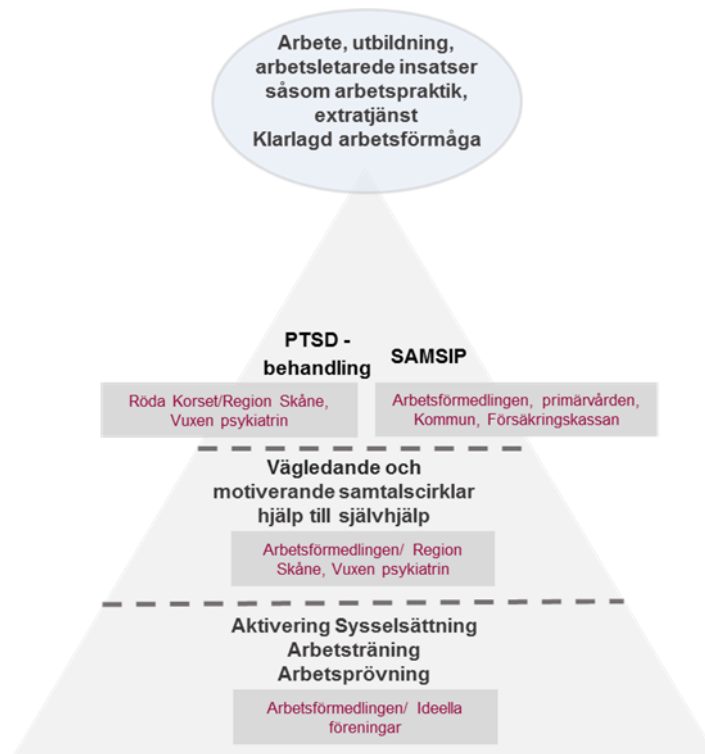 Arbete, utbildning,
arbetsletarede insatser
såsom arbetspraktik,
extratjänst
Klarlagd arbetsförmåga
PTSD -
behandling
SAMSIP
Röda Korset/Region Skåne,
Vuxen psykiatrin
Arbetsförmedlingen, primärvården,
Kommun, Försäkringskassan
Vägledande och
motiverande samtalscirklar
hjälp till självhjälp
Arbetsförmedlingen/ Region
Skåne, Vuxen psykiatrin
Aktivering Sysselsättning
Arbetsträning
Arbetsprövning
Arbetsförmedlingen/ Ideella
föreningar